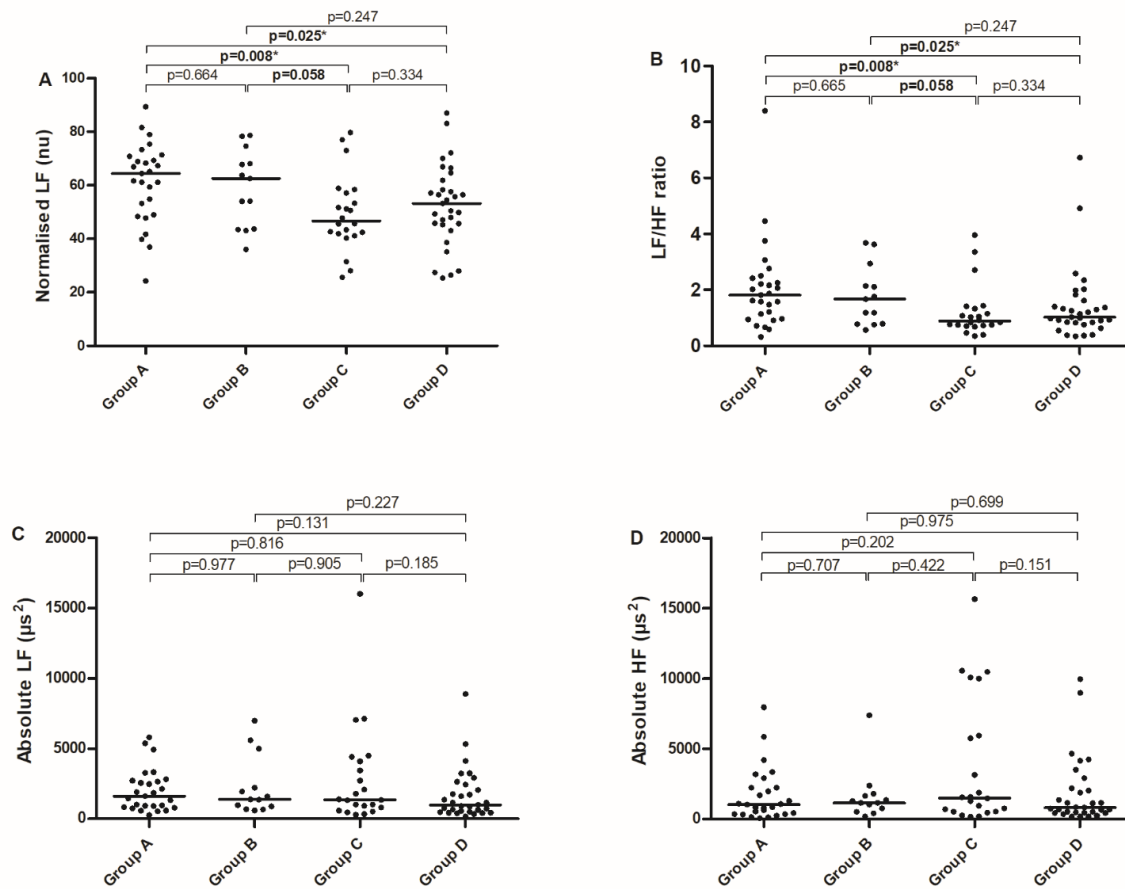 p=0.247
p=0.025*
p=0.008*
p=0.664 p=0.058 p=0.334
A
100
80
60
40
20
0
Normalised LF (nu)
Group A Group B Group C Group D
p=0.247
p=0.025*
p=0.008*
p=0.665 p=0.058 p=0.334
B
10
8
6
4
2
0
LF/HF ratio
Group A Group B Group C Group D
p=0.227
p=0.131
p=0.816
p=0.977 p=0.905 p=0.185
C
20000
15000
10000
5000
0
Absolute LF (µs²)
Group A Group B Group C Group D
p=0.699
p=0.975
p=0.202
p=0.707 p=0.422 p=0.151
D
20000
15000
10000
5000
0
Absolute HF (µs²)
Group A Group B Group C Group D